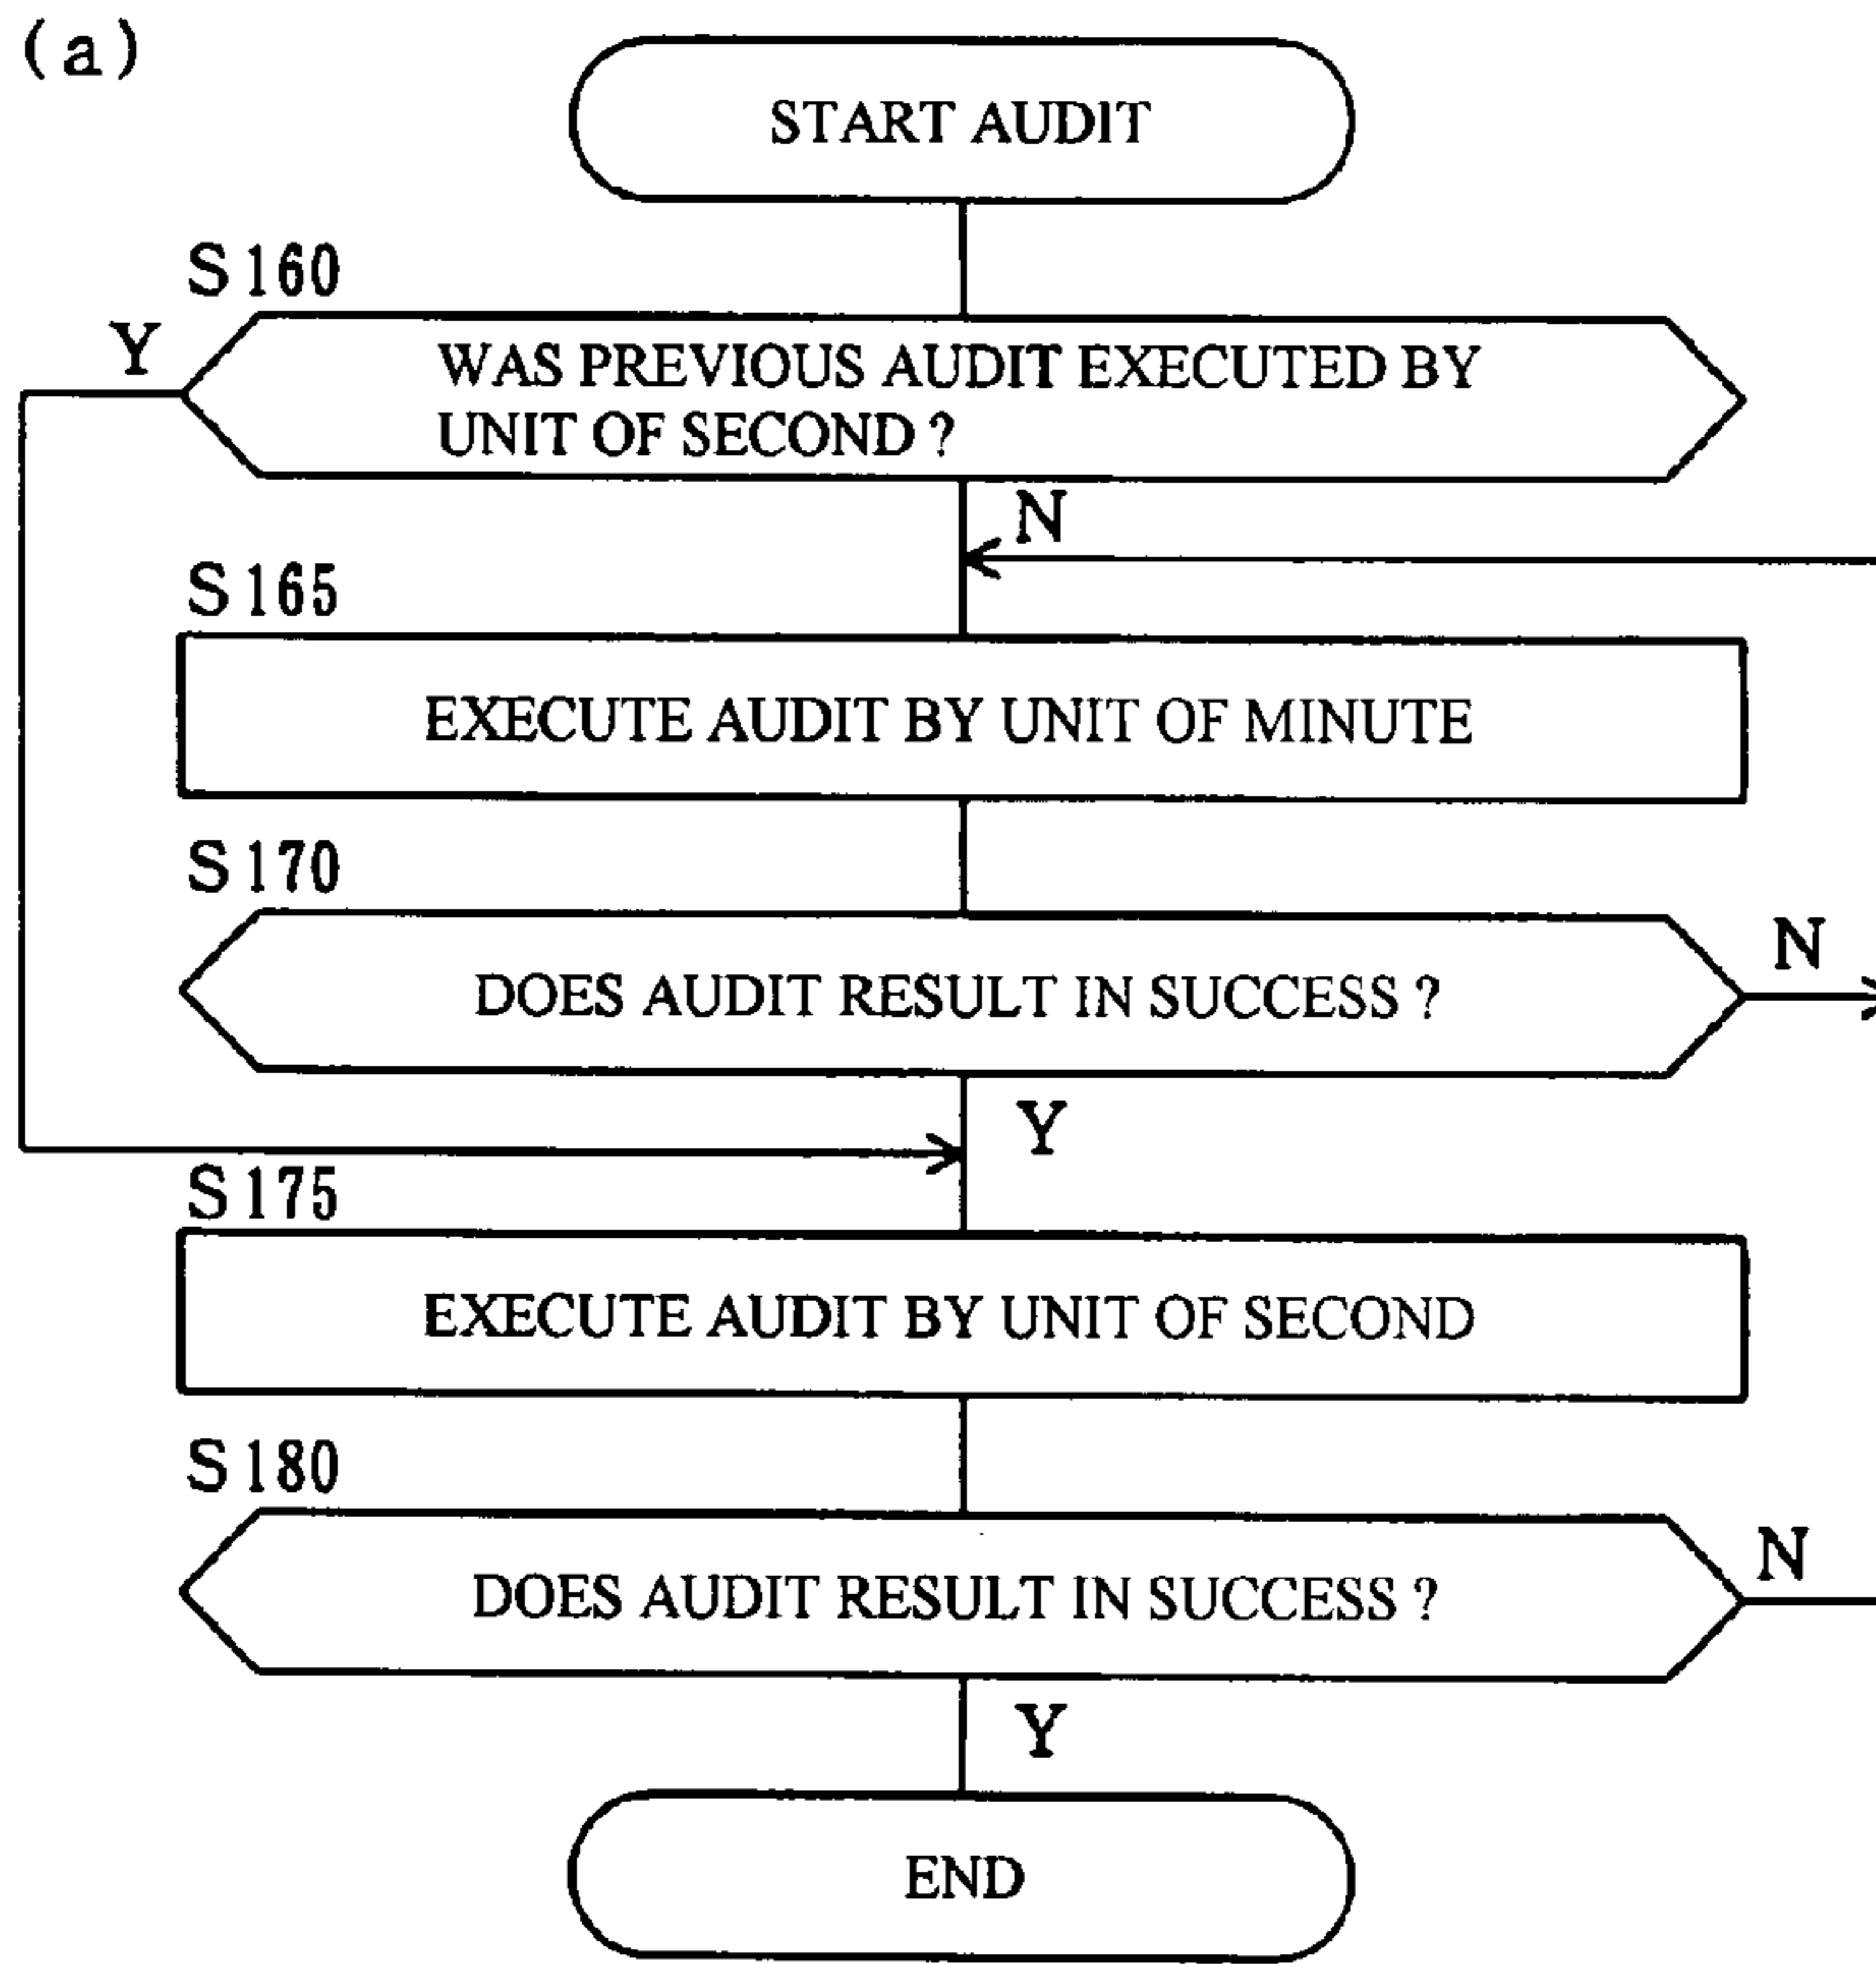 (a)
START AUDIT
S160
Y
WAS PREVIOUS AUDIT EXECUTED BY
UNIT OF SECOND ?
N
S165
EXECUTE AUDIT BY UNIT OF MINUTE
S170
N
DOES AUDIT RESULT IN SUCCESS ?
Y
S175
EXECUTE AUDIT BY UNIT OF SECOND
S180
N
DOES AUDIT RESULT IN SUCCESS ?
Y
END